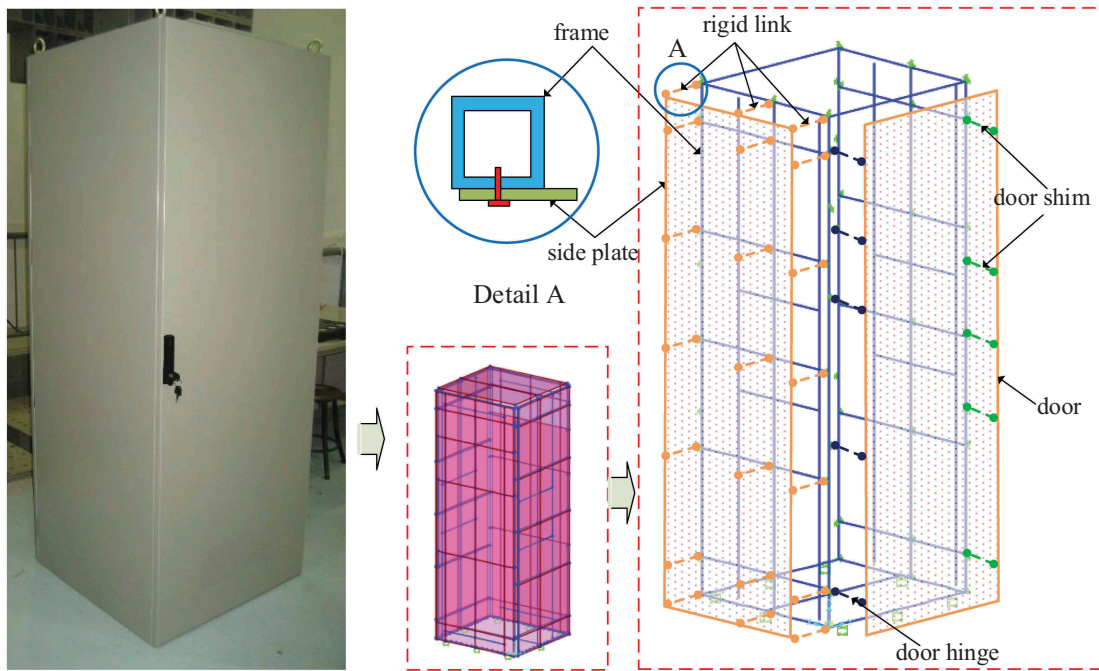 frame
rigid link
A
door shim
side plate
Detail A
door
door hinge